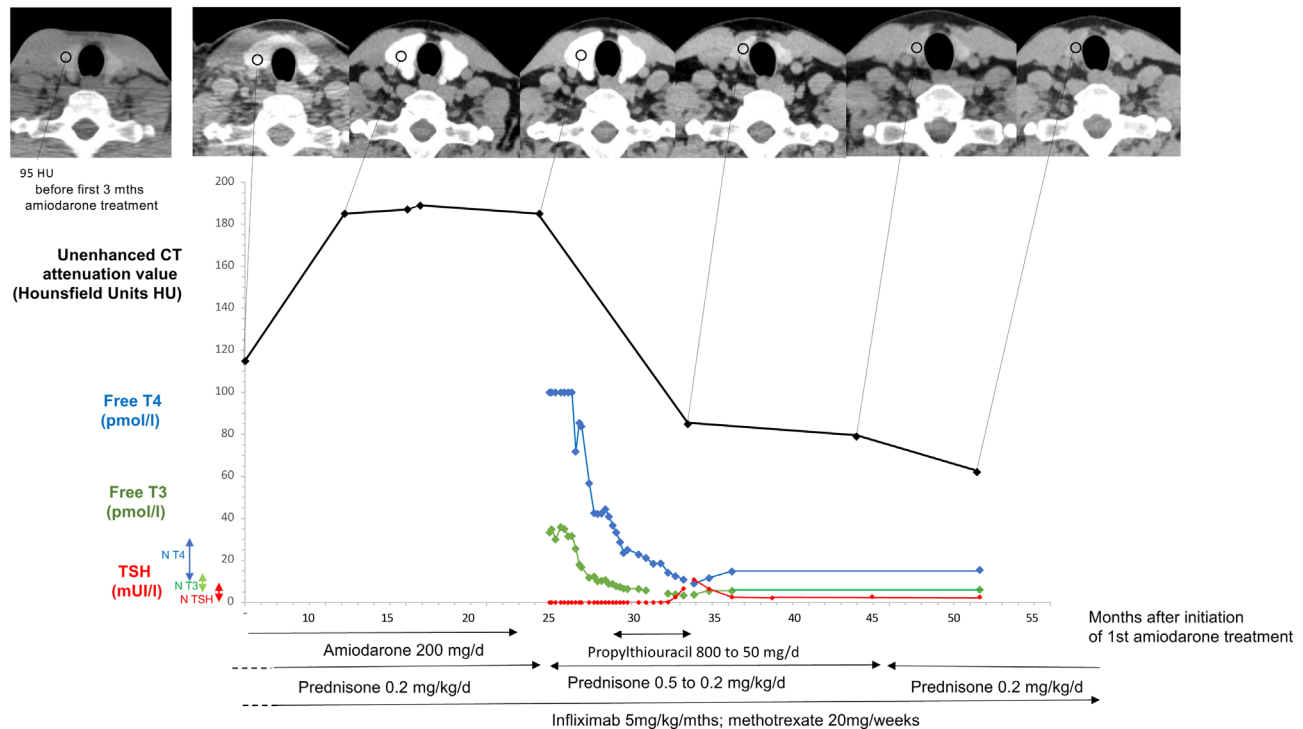 95 HU
before first 3 mths
amiodarone treatment
Unenhanced CT
attenuation value
(Hounsfield Units HU)
Free T4
(pmol/l)
Free T3
(pmol/l)
TSH
(mUI/l)
N T4
N T3
N TSH
200
180
160
140
120
100
80
60
40
20
0
10 15 20 25 30 35 40 45 50 55
Months after initiation
of 1st amiodarone treatment
Amiodarone 200 mg/d
Propylthiouracil 800 to 50 mg/d
Prednisone 0.2 mg/kg/d
Prednisone 0.5 to 0.2 mg/kg/d
Prednisone 0.2 mg/kg/d
Infliximab 5mg/kg/mths; methotrexate 20mg/weeks